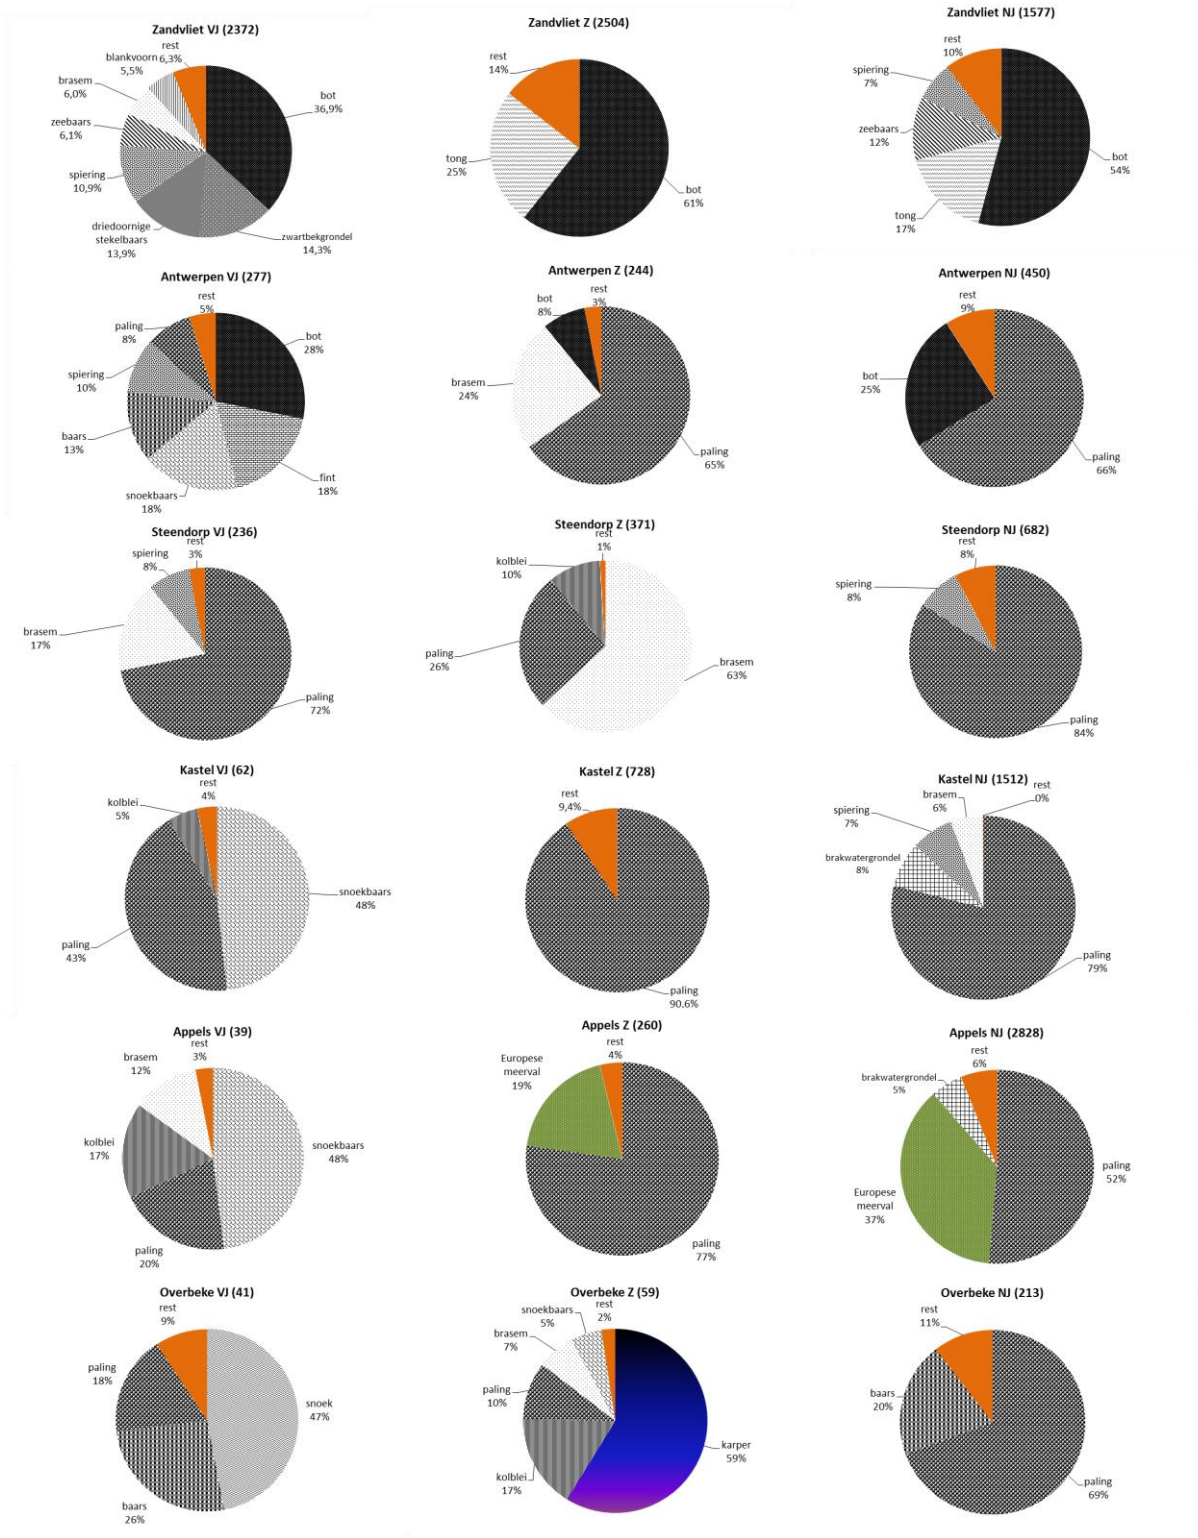 Zandvliet VJ (2372)
rest
6,3%
blankvoorn
5,5%
brasem
6,0%
zeebaars
6,1%
spiering
10,9%
driedoornige
stekelbaars
13,9%
zwartbekgrondel
14,3%
bot
36,9%
Zandvliet Z (2504)
rest
14%
tong
25%
bot
61%
Zandvliet NJ (1577)
rest
10%
spiering
7%
zeebaars
12%
tong
17%
bot
54%
Antwerpen VJ (277)
rest
5%
paling
8%
spiering
10%
baars
13%
snoekbaars
18%
fint
18%
bot
28%
Antwerpen Z (244)
rest
3%
bot
8%
brasem
24%
paling
65%
Antwerpen NJ (450)
rest
9%
bot
25%
paling
66%
Steendorp VJ (236)
rest
3%
spiering
8%
brasem
17%
paling
72%
Steendorp Z (371)
rest
1%
kolblei
10%
paling
26%
brasem
63%
Steendorp NJ (682)
rest
8%
spiering
8%
paling
84%
Kastel VJ (62)
rest
4%
kolblei
5%
paling
43%
snoekbaars
48%
Kastel Z (728)
rest
9,4%
paling
90.6%
Kastel NJ (1512)
rest
0%
brasem
6%
spiering
7%
brakwatergrondel
8%
paling
79%
Appels VJ (39)
rest
3%
brasem
12%
kolblei
17%
paling
20%
snoekbaars
48%
Appels Z (260)
rest
4%
Europese
meerval
19%
paling
77%
Appels NJ (2828)
rest
6%
brakwatergrondel
5%
Europese
meerval
37%
paling
52%
Overbeke VJ (41)
rest
9%
paling
18%
baars
26%
snoek
47%
Overbeke Z (59)
rest
2%
snoekbaars
5%
brasem
7%
paling
10%
kolblei
17%
karper
59%
Overbeke NJ (213)
rest
11%
baars
20%
paling
69%